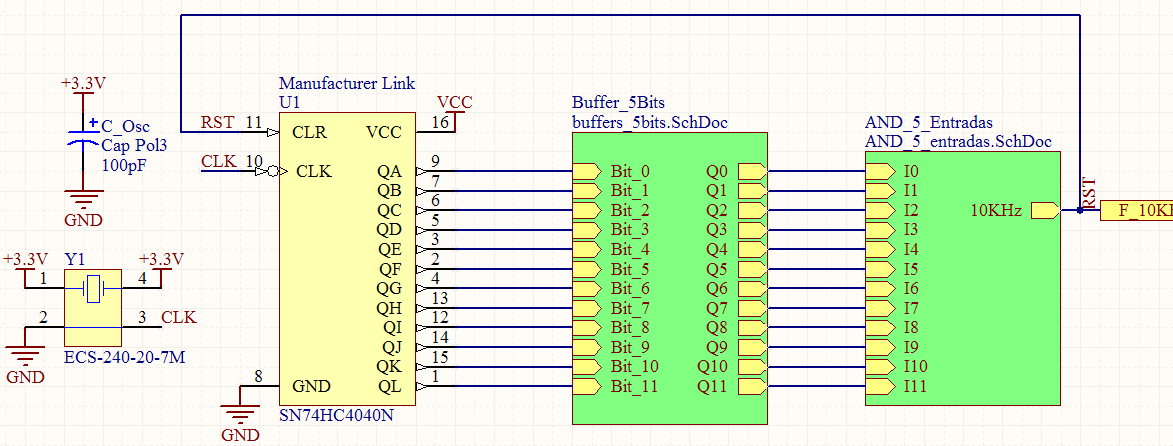 +3.3V
C_Osc
Cap Pol3
100pF
GND
+3.3V
Y1
+3.3V
1
4
2
3
CLK
GND
ECS-240-20-7M
Manufacturer Link
U1
VCC
RST 11 CLR VCC 16
CLK 10 CLK QA 9
QB 7
QC 6
QD 5
QE 3
QF 2
QG 4
QH 13
QI 12
QJ 14
QK 15
QL 1
8 GND
GND
SN74HC4040N
Buffer_5Bits
buffers_5bits.SchDoc
Bit_0 Q0
Bit_1 Q1
Bit_2 Q2
Bit_3 Q3
Bit_4 Q4
Bit_5 Q5
Bit_6 Q6
Bit_7 Q7
Bit_8 Q8
Bit_9 Q9
Bit_10 Q10
Bit_11 Q11
AND_5_Entradas
AND_5_entradas.SchDoc
I0
I1
I2 10KHz
I3
I4
I5
I6
I7
I8
I9
I10
I11
RST